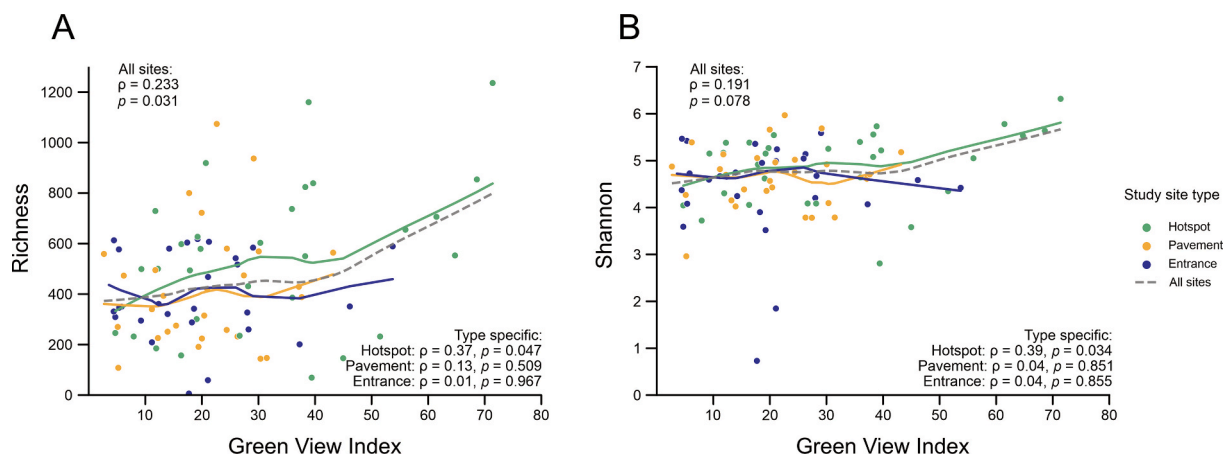 A
All sites:
ρ = 0.233
p = 0.031
1200
1000
800
600
400
200
0
Richness
Type specific:
Hotspot: ρ = 0.37, p = 0.047
Pavement: ρ = 0.13, p = 0.509
Entrance: ρ = 0.01, p = 0.967
10 20 30 40 50 60 70 80
Green View Index
B
All sites:
ρ = 0.191
p = 0.078
7
6
5
4
3
2
1
0
Shannon
Type specific:
Hotspot: ρ = 0.39, p = 0.034
Pavement: ρ = 0.04, p = 0.851
Entrance: ρ = 0.04, p = 0.855
10 20 30 40 50 60 70 80
Green View Index
Study site type
Hotspot
Pavement
Entrance
All sites